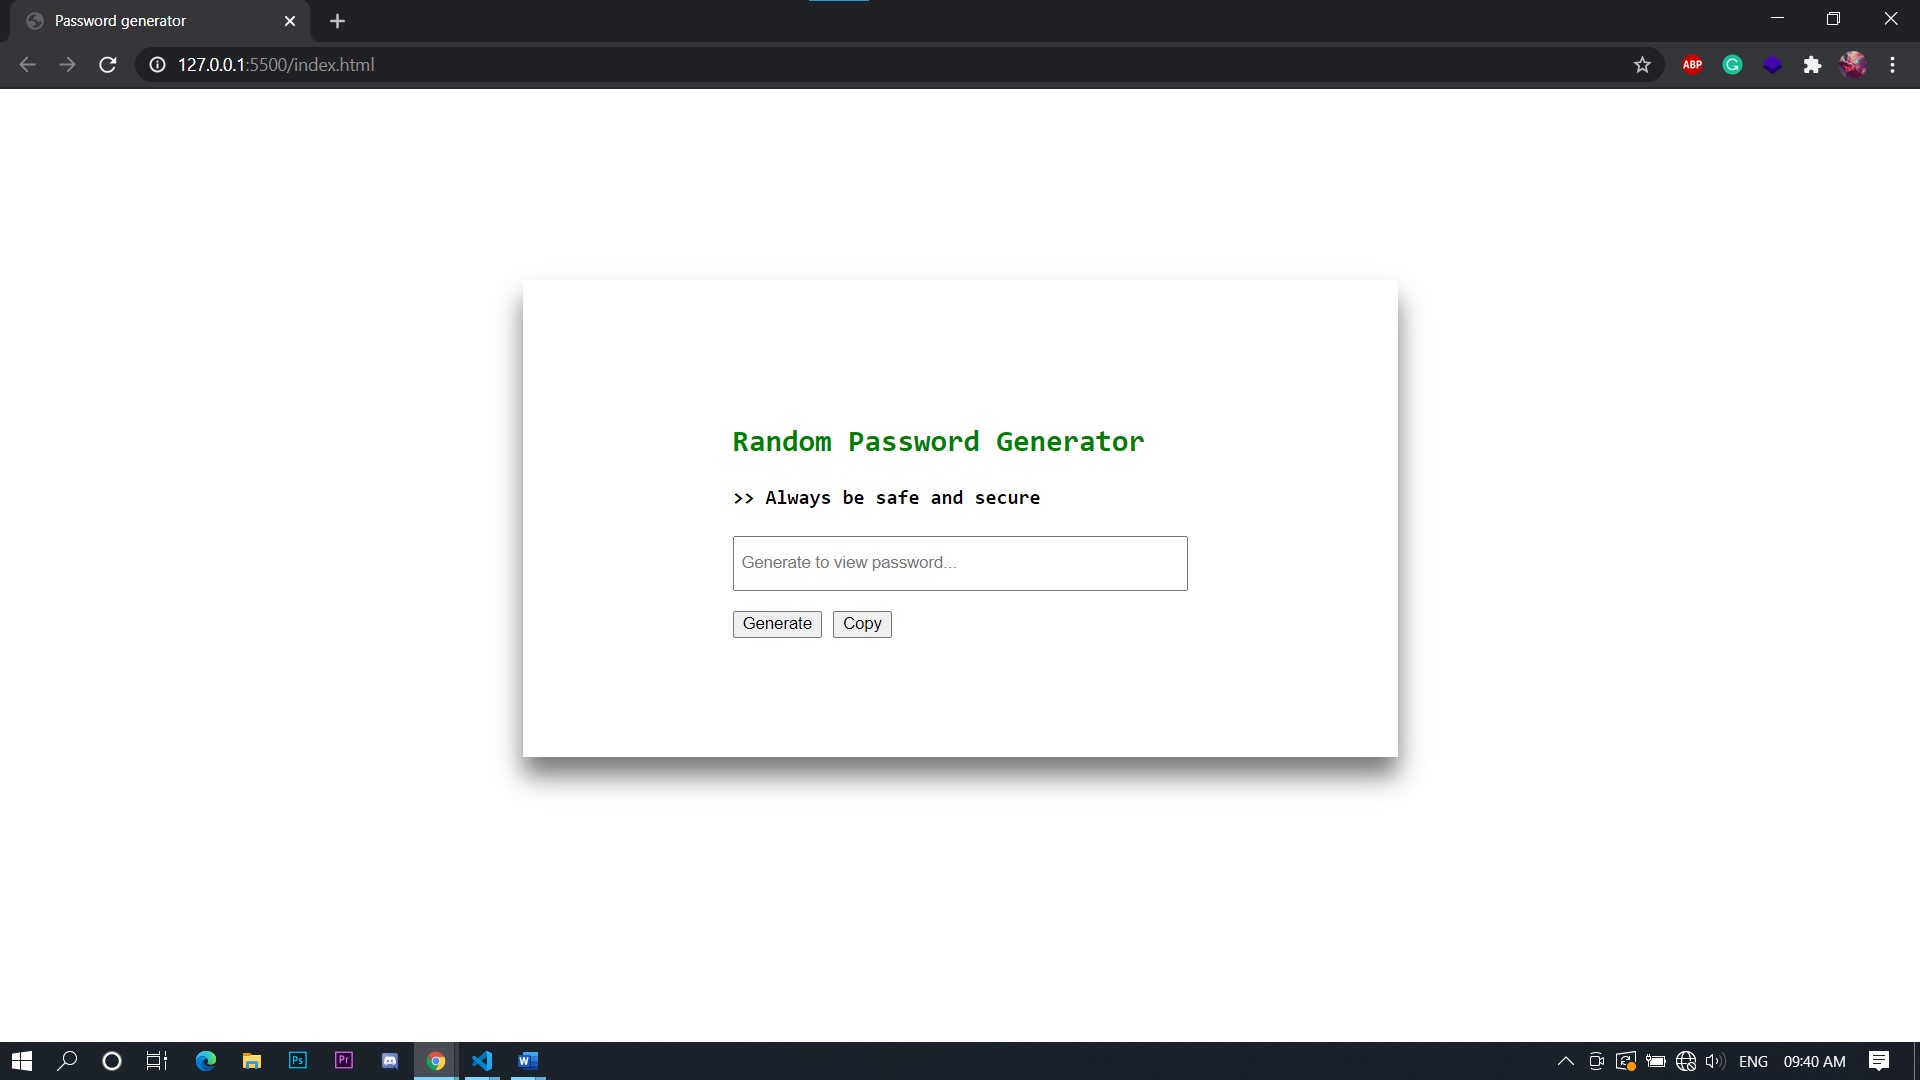 Password generator
127.0.0.1:5500/index.html
ABP
Random Password Generator
>> Always be safe and secure
Generate to view password...
Generate Copy
Ps Pr W ENG 09:40 AM